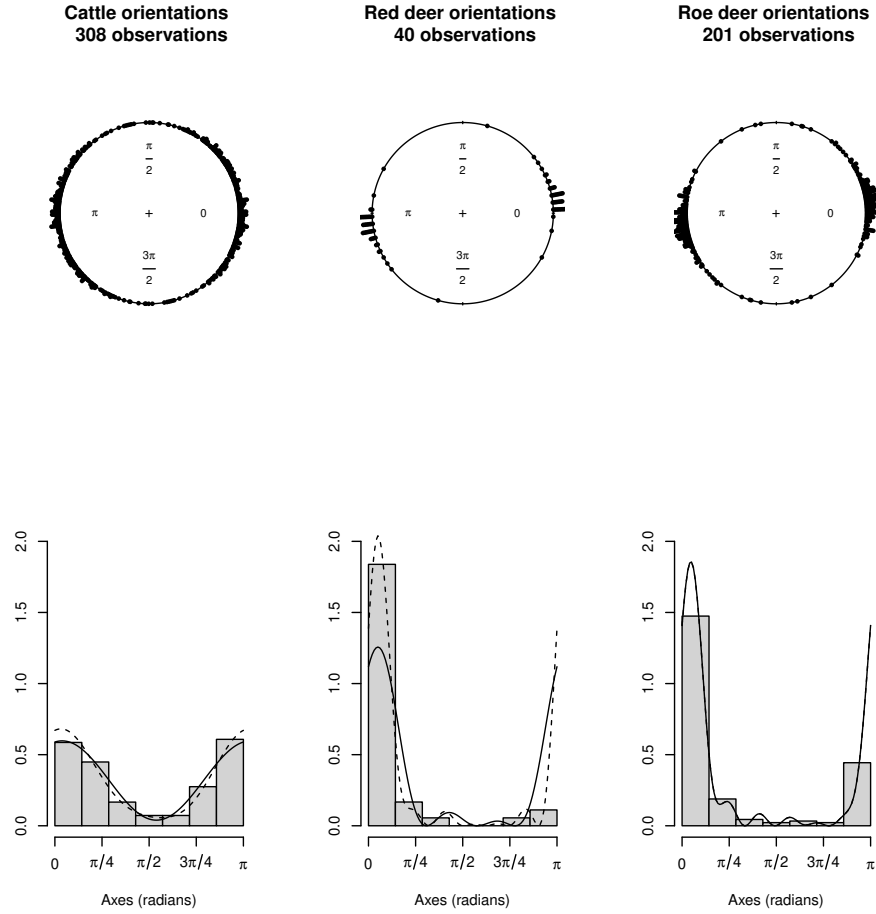 Cattle orientations
308 observations
Red deer orientations
40 observations
Roe deer orientations
201 observations
π
2
π + 0
3π
2
π
2
π + 0
3π
2
π
2
π + 0
3π
2
2.0
1.5
1.0
0.5
0.0
0 π/4 π/2 3π/4 π
Axes (radians)
2.0
1.5
1.0
0.5
0.0
0 π/4 π/2 3π/4 π
Axes (radians)
2.0
1.5
1.0
0.5
0.0
0 π/4 π/2 3π/4 π
Axes (radians)